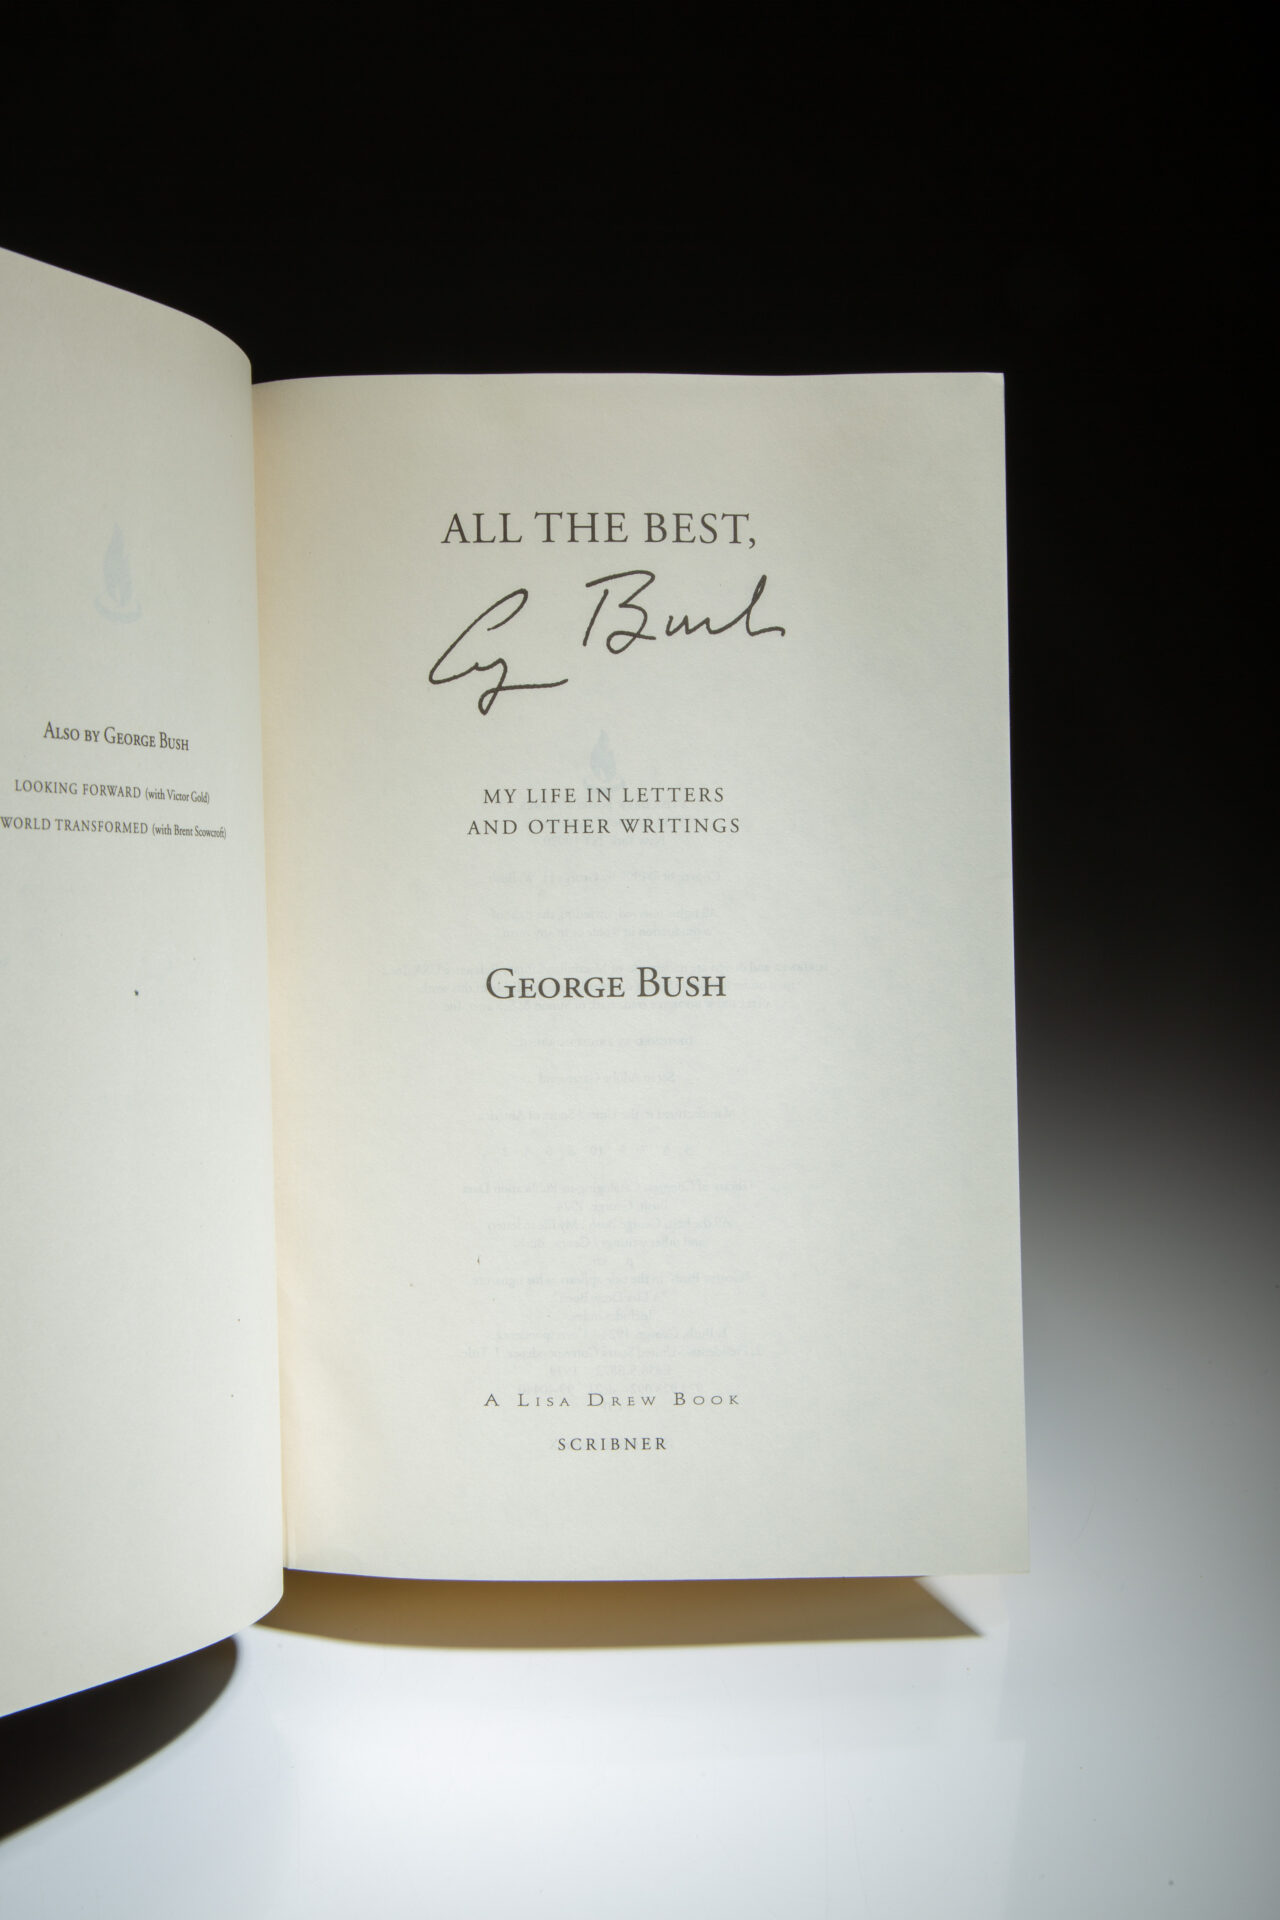 ALSO BY GEORGE BUSH
LOOKING FORWARD (with Victor Gold)
WORLD TRANSFORMED (with Brent Scowcroft)
ALL THE BEST,
G Bush
MY LIFE IN LETTERS
AND OTHER WRITINGS
GEORGE BUSH
A LISA DREW BOOK
SCRIBNER